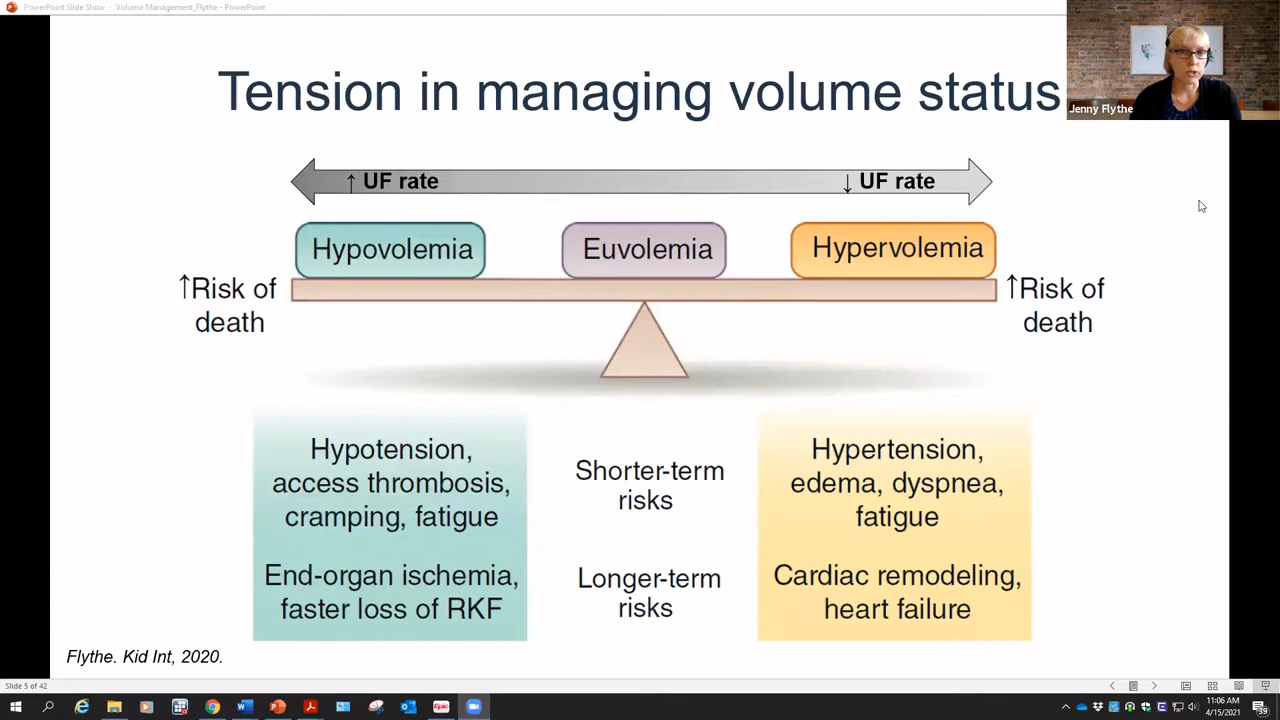 PowerPoint Slide Show - Volume Management_Flythe - PowerPoint
Tension in managing volume status
Jenny Flythe
↑ UF rate
↓ UF rate
Hypovolemia
Euvolemia
Hypervolemia
↑Risk of
death
↑Risk of
death
Hypotension,
access thrombosis,
cramping, fatigue
Shorter-term
risks
Hypertension,
edema, dyspnea,
fatigue
End-organ ischemia,
faster loss of RKF
Longer-term
risks
Cardiac remodeling,
heart failure
Flythe. Kid Int, 2020.
Slide 5 of 42
11:06 AM
4/15/2021